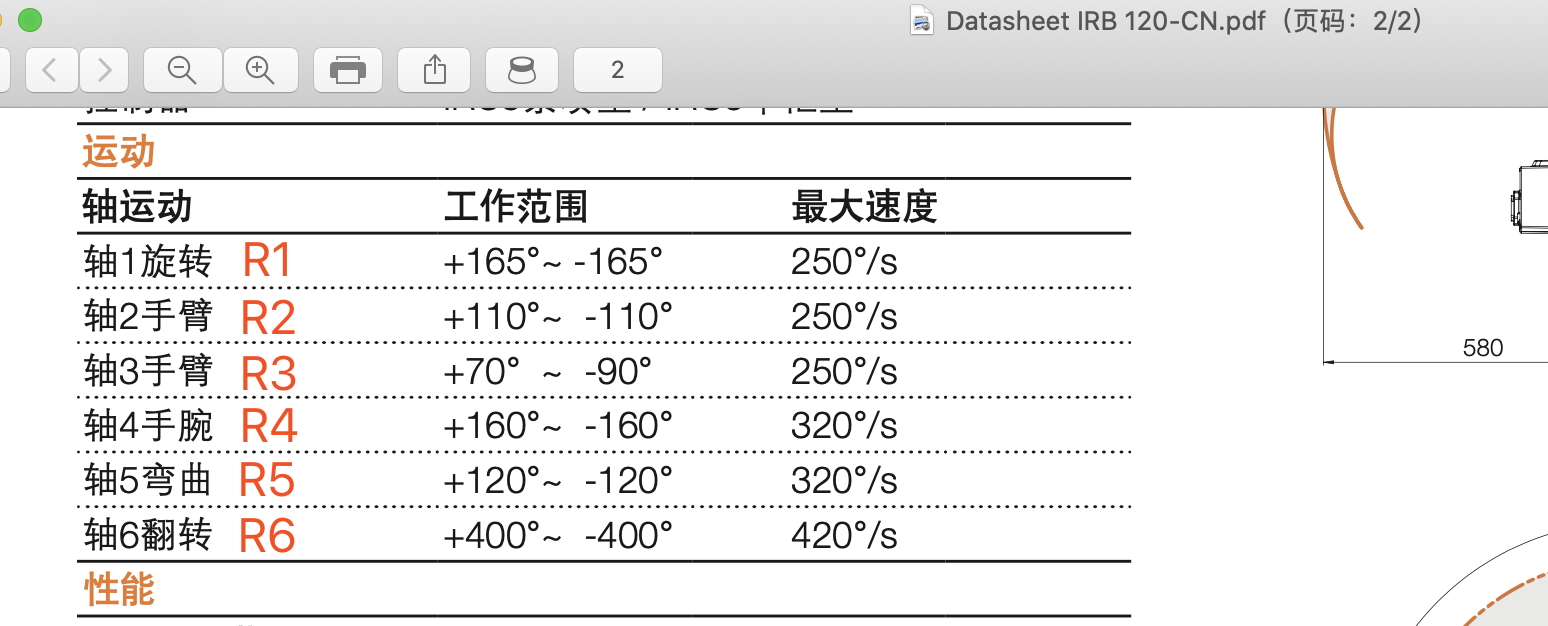 Datasheet IRB 120-CN.pdf（页码：2/2）
2
运动
轴运动 工作范围 最大速度
轴1旋转 R1 +165°~ -165° 250°/s
轴2手臂 R2 +110°~ -110° 250°/s
轴3手臂 R3 +70° ~ -90° 250°/s
580
轴4手腕 R4 +160°~ -160° 320°/s
轴5弯曲 R5 +120°~ -120° 320°/s
轴6翻转 R6 +400°~ -400° 420°/s
性能